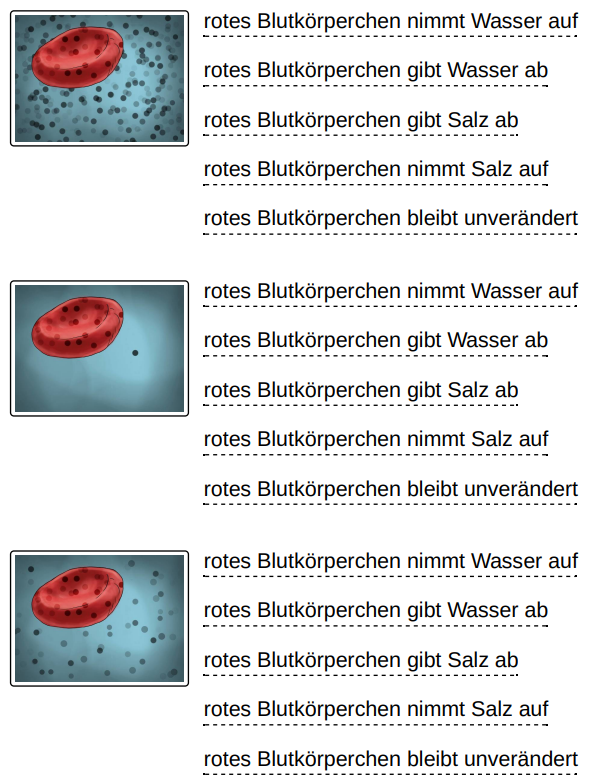 rotes Blutkörperchen nimmt Wasser auf
rotes Blutkörperchen gibt Wasser ab
rotes Blutkörperchen gibt Salz ab
rotes Blutkörperchen nimmt Salz auf
rotes Blutkörperchen bleibt unverändert
rotes Blutkörperchen nimmt Wasser auf
rotes Blutkörperchen gibt Wasser ab
rotes Blutkörperchen gibt Salz ab
rotes Blutkörperchen nimmt Salz auf
rotes Blutkörperchen bleibt unverändert
rotes Blutkörperchen nimmt Wasser auf
rotes Blutkörperchen gibt Wasser ab
rotes Blutkörperchen gibt Salz ab
rotes Blutkörperchen nimmt Salz auf
rotes Blutkörperchen bleibt unverändert